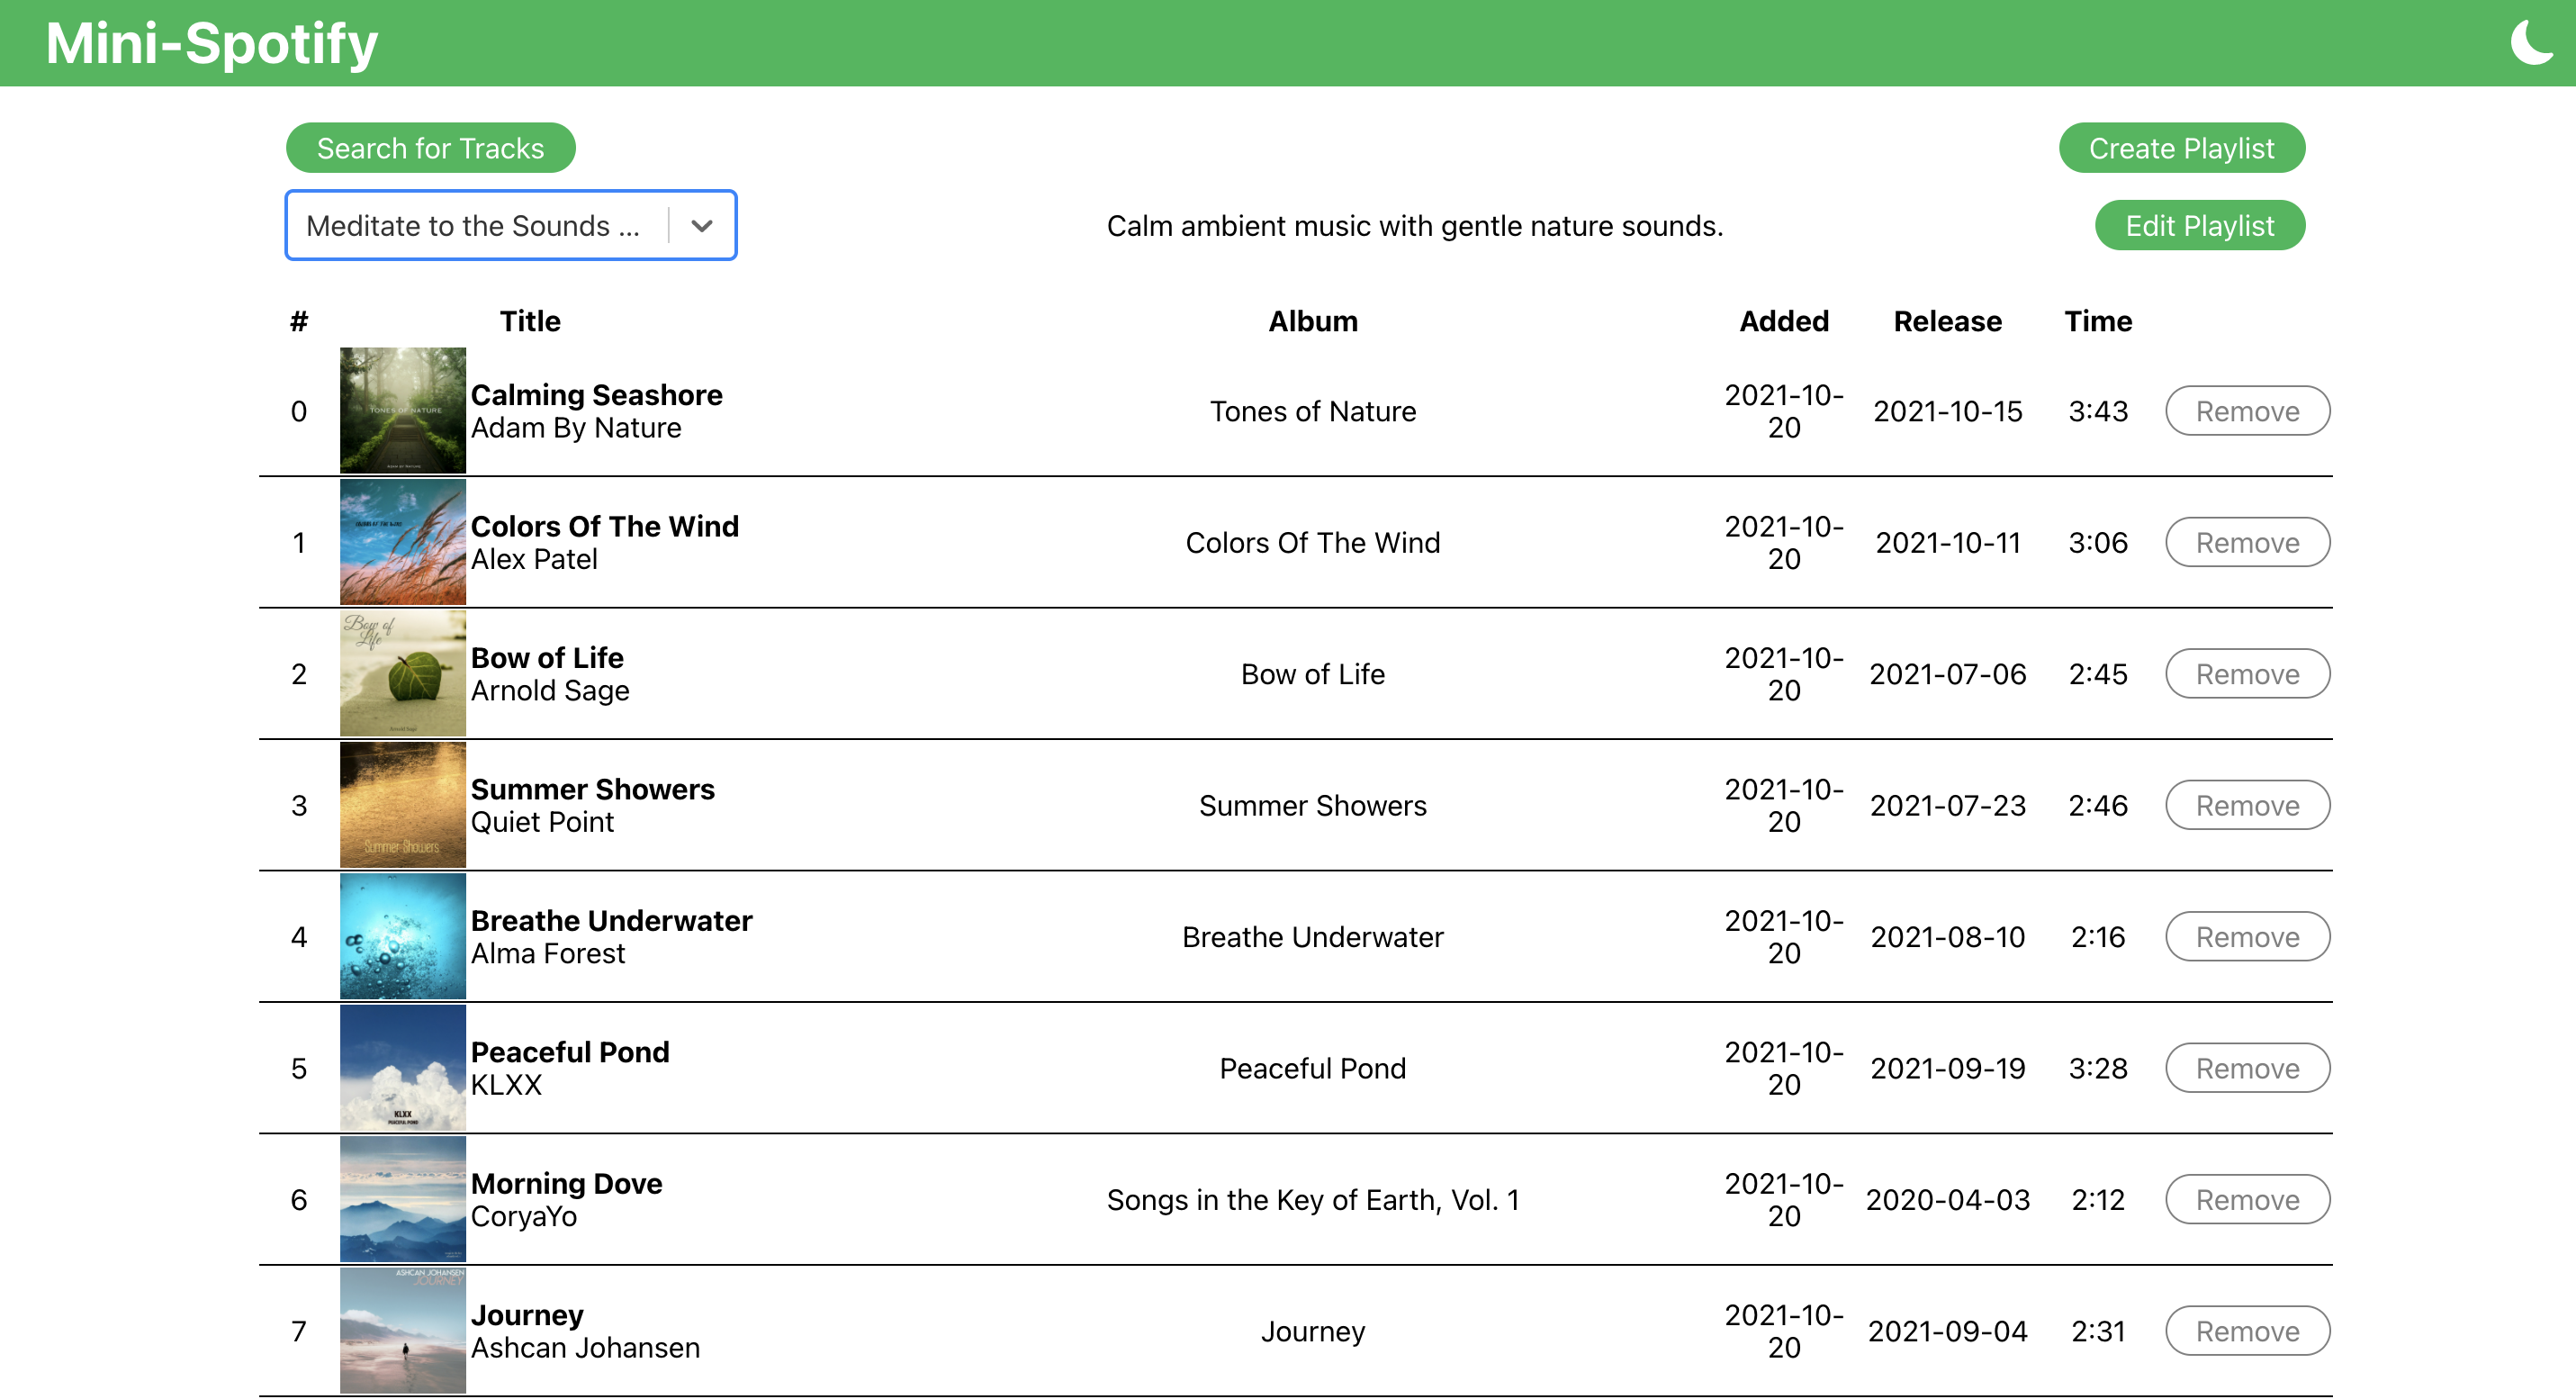 Mini-Spotify
Search for Tracks
Create Playlist
Meditate to the Sounds ...
Calm ambient music with gentle nature sounds.
Edit Playlist
# Title Album Added Release Time
TONES OF NATURE
ADAM BY NATURE
0 Calming Seashore Tones of Nature 2021-10- 2021-10-15 3:43 Remove
Adam By Nature 20
1 Colors Of The Wind Colors Of The Wind 2021-10- 2021-10-11 3:06 Remove
Alex Patel 20
Bow of
Life
2 Bow of Life Bow of Life 2021-10- 2021-07-06 2:45 Remove
Arnold Sage 20
Arnold Sage
3 Summer Showers Summer Showers 2021-10- 2021-07-23 2:46 Remove
Quiet Point 20
Summer Showers
4 Breathe Underwater Breathe Underwater 2021-10- 2021-08-10 2:16 Remove
Alma Forest 20
5 Peaceful Pond Peaceful Pond 2021-10- 2021-09-19 3:28 Remove
KLXX 20
KLXX
PEACEFUL POND
6 Morning Dove Songs in the Key of Earth, Vol. 1 2021-10- 2020-04-03 2:12 Remove
CoryaYo 20
ASHCAN JOHANSEN
JOURNEY
7 Journey Journey 2021-10- 2021-09-04 2:31 Remove
Ashcan Johansen 20